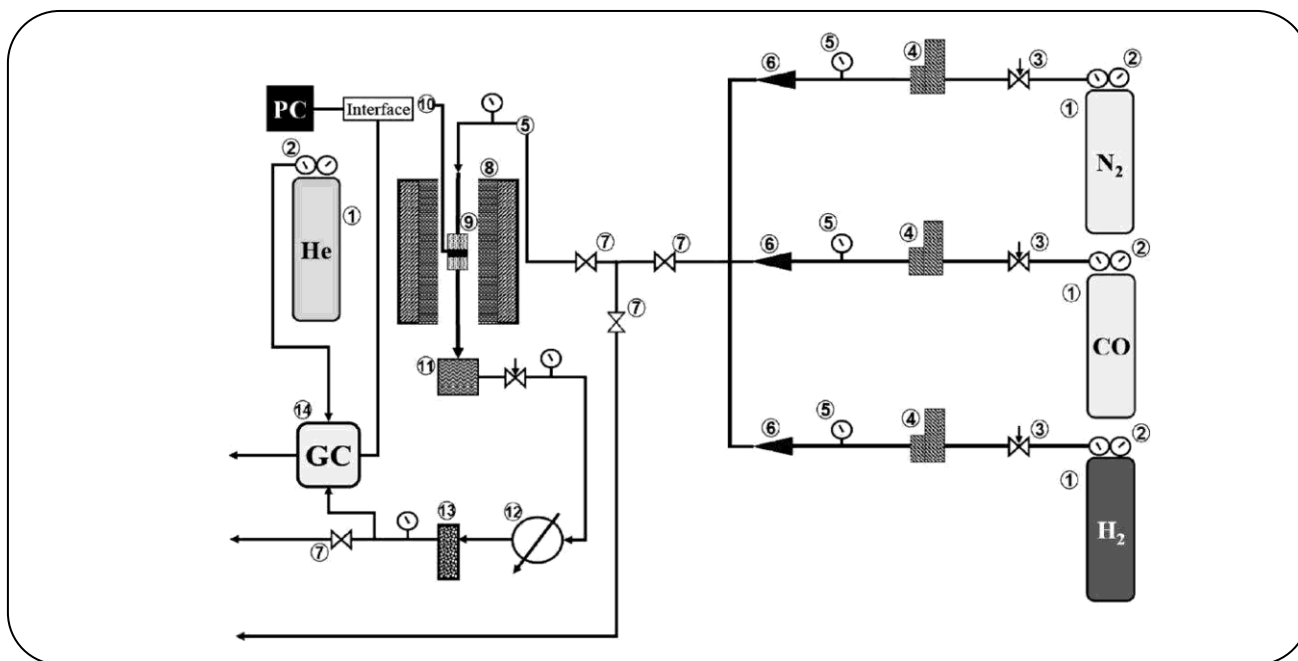 ⑤ ④ ③ ②
⑥
①
N₂
PC Interface ⑩
⑤
②
⑧
①
He
⑨
⑦ ⑦
⑤ ④ ③ ②
⑥
①
CO
⑦
⑪
⑭
GC
⑤ ④ ③ ②
⑥
①
H₂
⑬ ⑫
⑦